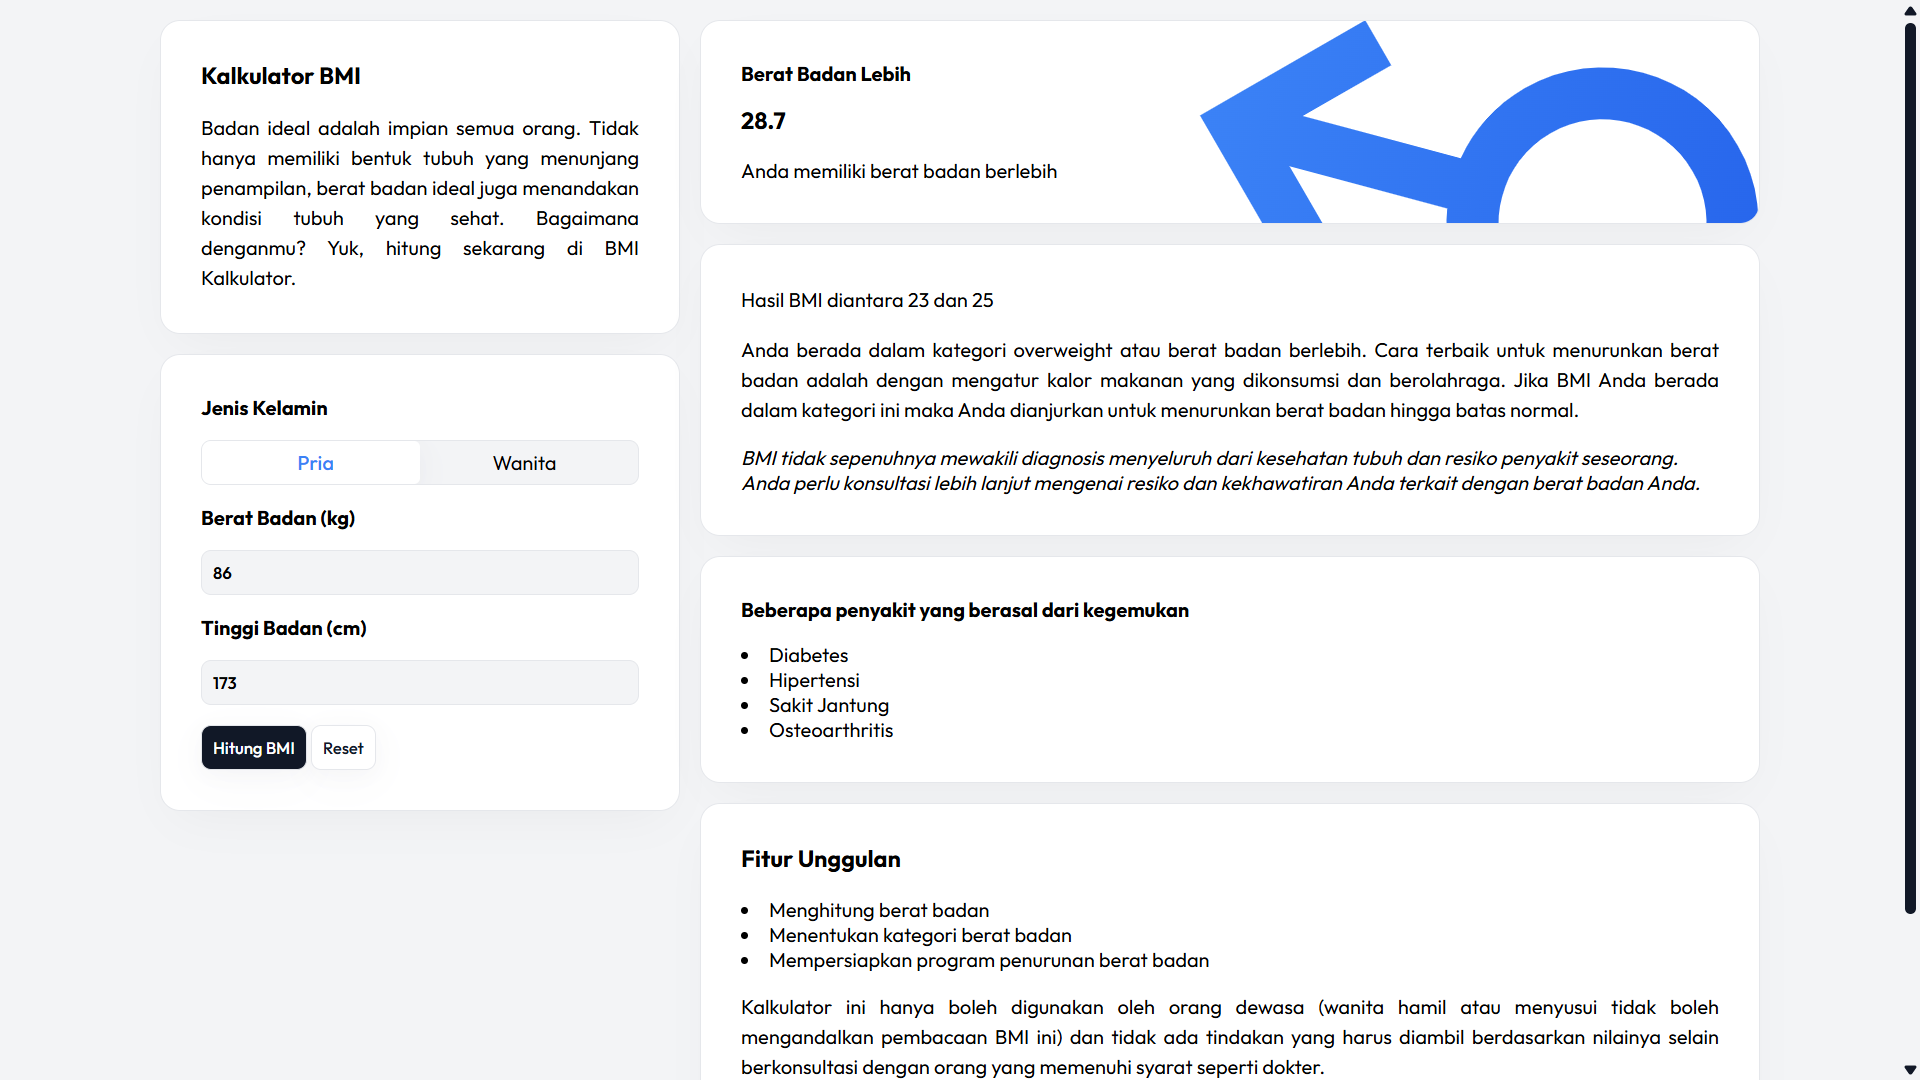 Kalkulator BMI
Badan ideal adalah impian semua orang. Tidak
hanya memiliki bentuk tubuh yang menunjang
penampilan, berat badan ideal juga menandakan
kondisi tubuh yang sehat. Bagaimana
denganmu? Yuk, hitung sekarang di BMI
Kalkulator.
Jenis Kelamin
Pria Wanita
Berat Badan (kg)
86
Tinggi Badan (cm)
173
Hitung BMI Reset
Berat Badan Lebih
28.7
Anda memiliki berat badan berlebih
Hasil BMI diantara 23 dan 25
Anda berada dalam kategori overweight atau berat badan berlebih. Cara terbaik untuk menurunkan berat
badan adalah dengan mengatur kalor makanan yang dikonsumsi dan berolahraga. Jika BMI Anda berada
dalam kategori ini maka Anda dianjurkan untuk menurunkan berat badan hingga batas normal.
BMI tidak sepenuhnya mewakili diagnosis menyeluruh dari kesehatan tubuh dan resiko penyakit seseorang.
Anda perlu konsultasi lebih lanjut mengenai resiko dan kekhawatiran Anda terkait dengan berat badan Anda.
Beberapa penyakit yang berasal dari kegemukan
• Diabetes
• Hipertensi
• Sakit Jantung
• Osteoarthritis
Fitur Unggulan
• Menghitung berat badan
• Menentukan kategori berat badan
• Mempersiapkan program penurunan berat badan
Kalkulator ini hanya boleh digunakan oleh orang dewasa (wanita hamil atau menyusui tidak boleh
mengandalkan pembacaan BMI ini) dan tidak ada tindakan yang harus diambil berdasarkan nilainya selain
berkonsultasi dengan orang yang memenuhi syarat seperti dokter.